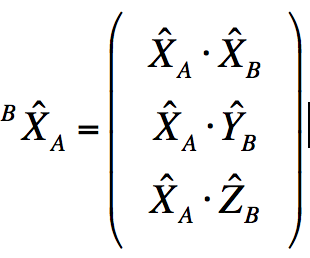 X̂_A · X̂_B
^B X̂_A = ( X̂_A · Ŷ_B )
X̂_A · Ẑ_B